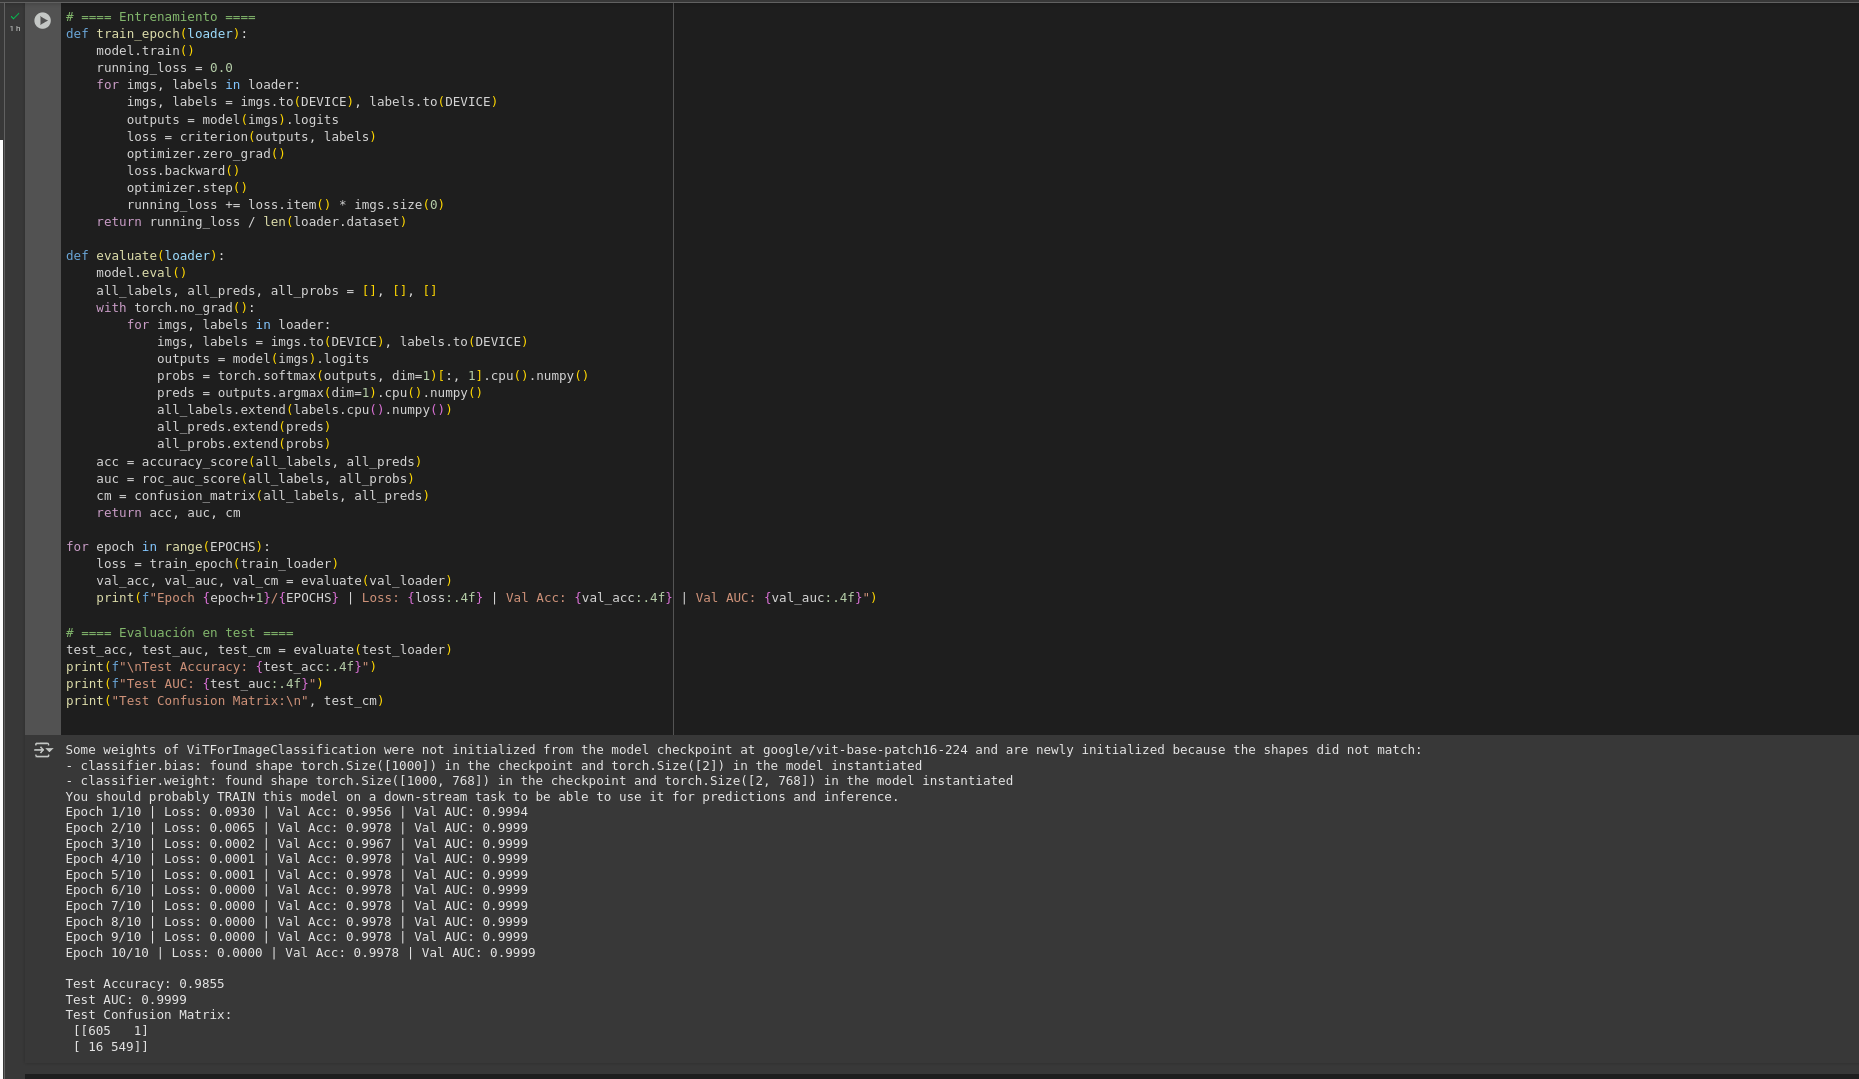 1 h
# ==== Entrenamiento ====
def train_epoch(loader):
    model.train()
    running_loss = 0.0
    for imgs, labels in loader:
        imgs, labels = imgs.to(DEVICE), labels.to(DEVICE)
        outputs = model(imgs).logits
        loss = criterion(outputs, labels)
        optimizer.zero_grad()
        loss.backward()
        optimizer.step()
        running_loss += loss.item() * imgs.size(0)
    return running_loss / len(loader.dataset)

def evaluate(loader):
    model.eval()
    all_labels, all_preds, all_probs = [], [], []
    with torch.no_grad():
        for imgs, labels in loader:
            imgs, labels = imgs.to(DEVICE), labels.to(DEVICE)
            outputs = model(imgs).logits
            probs = torch.softmax(outputs, dim=1)[:, 1].cpu().numpy()
            preds = outputs.argmax(dim=1).cpu().numpy()
            all_labels.extend(labels.cpu().numpy())
            all_preds.extend(preds)
            all_probs.extend(probs)
    acc = accuracy_score(all_labels, all_preds)
    auc = roc_auc_score(all_labels, all_probs)
    cm = confusion_matrix(all_labels, all_preds)
    return acc, auc, cm

for epoch in range(EPOCHS):
    loss = train_epoch(train_loader)
    val_acc, val_auc, val_cm = evaluate(val_loader)
    print(f"Epoch {epoch+1}/{EPOCHS} | Loss: {loss:.4f} | Val Acc: {val_acc:.4f} | Val AUC: {val_auc:.4f}")

# ==== Evaluación en test ====
test_acc, test_auc, test_cm = evaluate(test_loader)
print(f"\nTest Accuracy: {test_acc:.4f}")
print(f"Test AUC: {test_auc:.4f}")
print("Test Confusion Matrix:\n", test_cm)

Some weights of ViTForImageClassification were not initialized from the model checkpoint at google/vit-base-patch16-224 and are newly initialized because the shapes did not match:
- classifier.bias: found shape torch.Size([1000]) in the checkpoint and torch.Size([2]) in the model instantiated
- classifier.weight: found shape torch.Size([1000, 768]) in the checkpoint and torch.Size([2, 768]) in the model instantiated
You should probably TRAIN this model on a down-stream task to be able to use it for predictions and inference.
Epoch 1/10 | Loss: 0.0930 | Val Acc: 0.9956 | Val AUC: 0.9994
Epoch 2/10 | Loss: 0.0065 | Val Acc: 0.9978 | Val AUC: 0.9999
Epoch 3/10 | Loss: 0.0002 | Val Acc: 0.9967 | Val AUC: 0.9999
Epoch 4/10 | Loss: 0.0001 | Val Acc: 0.9978 | Val AUC: 0.9999
Epoch 5/10 | Loss: 0.0001 | Val Acc: 0.9978 | Val AUC: 0.9999
Epoch 6/10 | Loss: 0.0000 | Val Acc: 0.9978 | Val AUC: 0.9999
Epoch 7/10 | Loss: 0.0000 | Val Acc: 0.9978 | Val AUC: 0.9999
Epoch 8/10 | Loss: 0.0000 | Val Acc: 0.9978 | Val AUC: 0.9999
Epoch 9/10 | Loss: 0.0000 | Val Acc: 0.9978 | Val AUC: 0.9999
Epoch 10/10 | Loss: 0.0000 | Val Acc: 0.9978 | Val AUC: 0.9999

Test Accuracy: 0.9855
Test AUC: 0.9999
Test Confusion Matrix:
 [[605   1]
 [ 16 549]]